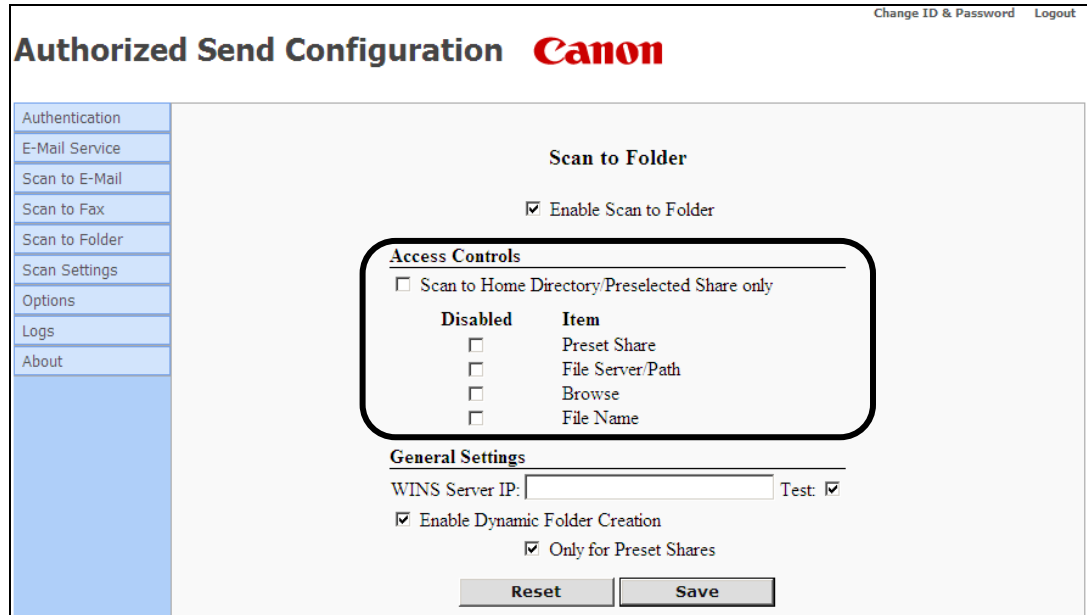 Change ID & Password Logout
Authorized Send Configuration Canon
Authentication
E-Mail Service
Scan to E-Mail
Scan to Fax
Scan to Folder
Scan Settings
Options
Logs
About
Scan to Folder
Enable Scan to Folder
Access Controls
Scan to Home Directory/Preselected Share only
Disabled Item
Preset Share
File Server/Path
Browse
File Name
General Settings
WINS Server IP: Test:
Enable Dynamic Folder Creation
Only for Preset Shares
Reset Save